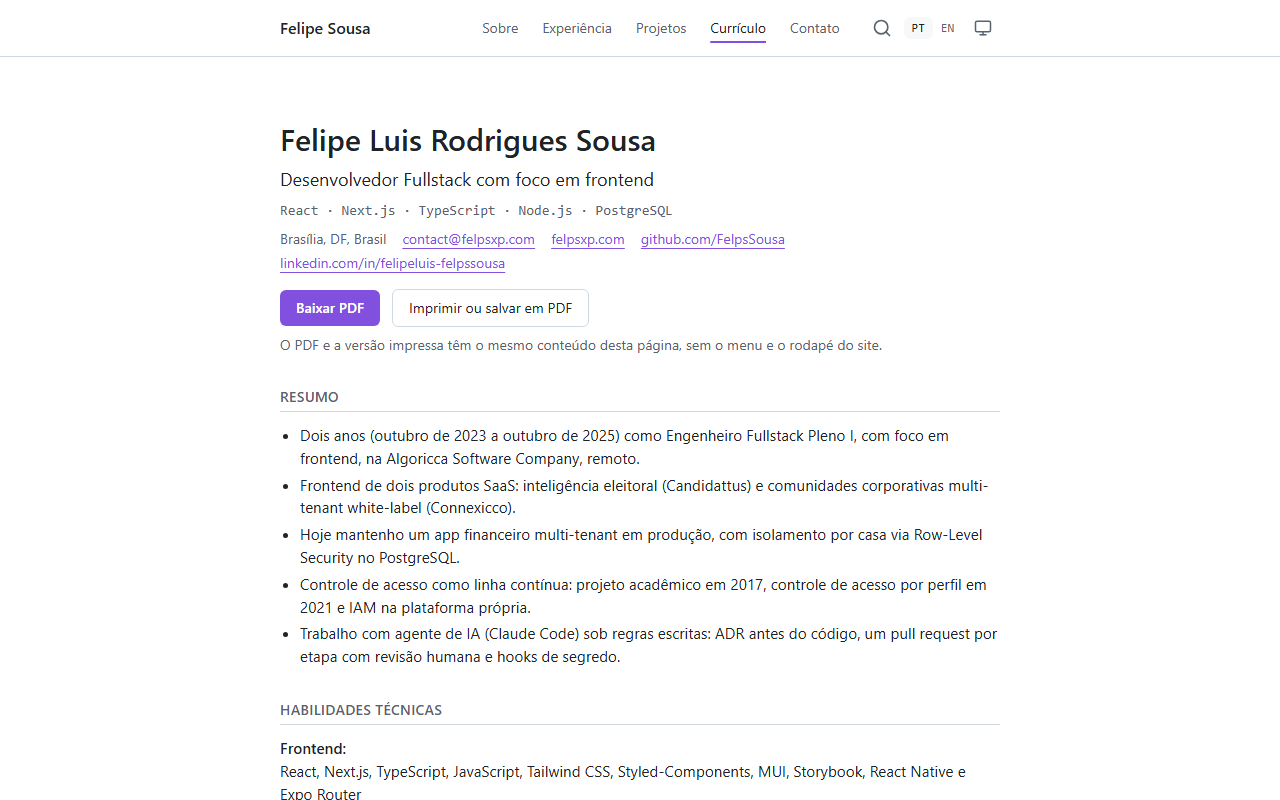 Felipe Sousa Sobre Experiência Projetos Currículo Contato PT EN
Felipe Luis Rodrigues Sousa
Desenvolvedor Fullstack com foco em frontend
React · Next.js · TypeScript · Node.js · PostgreSQL
Brasília, DF, Brasil contact@felpsxp.com felpsxp.com github.com/FelpsSousa
linkedin.com/in/felipeluis-felpssousa
Baixar PDF Imprimir ou salvar em PDF
O PDF e a versão impressa têm o mesmo conteúdo desta página, sem o menu e o rodapé do site.
RESUMO
• Dois anos (outubro de 2023 a outubro de 2025) como Engenheiro Fullstack Pleno I, com foco em
frontend, na Algoricca Software Company, remoto.
• Frontend de dois produtos SaaS: inteligência eleitoral (Candidattus) e comunidades corporativas multi-
tenant white-label (Connexicco).
• Hoje mantenho um app financeiro multi-tenant em produção, com isolamento por casa via Row-Level
Security no PostgreSQL.
• Controle de acesso como linha contínua: projeto acadêmico em 2017, controle de acesso por perfil em
2021 e IAM na plataforma própria.
• Trabalho com agente de IA (Claude Code) sob regras escritas: ADR antes do código, um pull request por
etapa com revisão humana e hooks de segredo.
HABILIDADES TÉCNICAS
Frontend:
React, Next.js, TypeScript, JavaScript, Tailwind CSS, Styled-Components, MUI, Storybook, React Native e
Expo Router